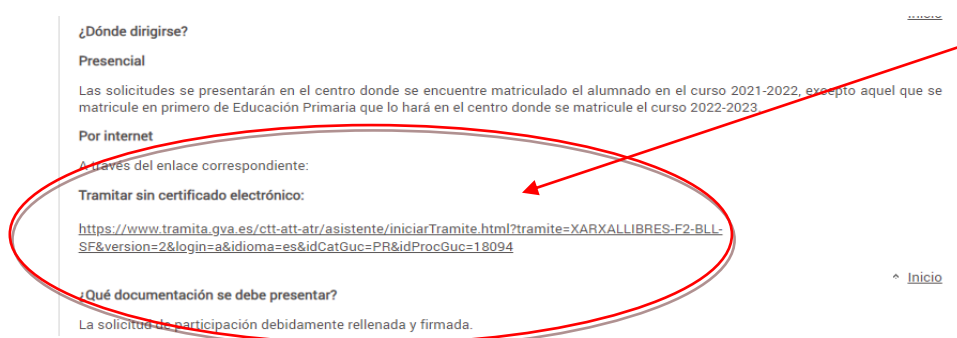 Inicio
¿Dónde dirigirse?
Presencial
Las solicitudes se presentarán en el centro donde se encuentre matriculado el alumnado en el curso 2021-2022, excepto aquel que se
matricule en primero de Educación Primaria que lo hará en el centro donde se matricule el curso 2022-2023.
Por internet
A través del enlace correspondiente:
Tramitar sin certificado electrónico:
https://www.tramita.gva.es/ctt-att-atr/asistente/iniciarTramite.html?tramite=XARXALLIBRES-F2-BLL-
SF&version=2&login=a&idioma=es&idCatGuc=PR&idProcGuc=18094
^ Inicio
¿Qué documentación se debe presentar?
La solicitud de participación debidamente rellenada y firmada.